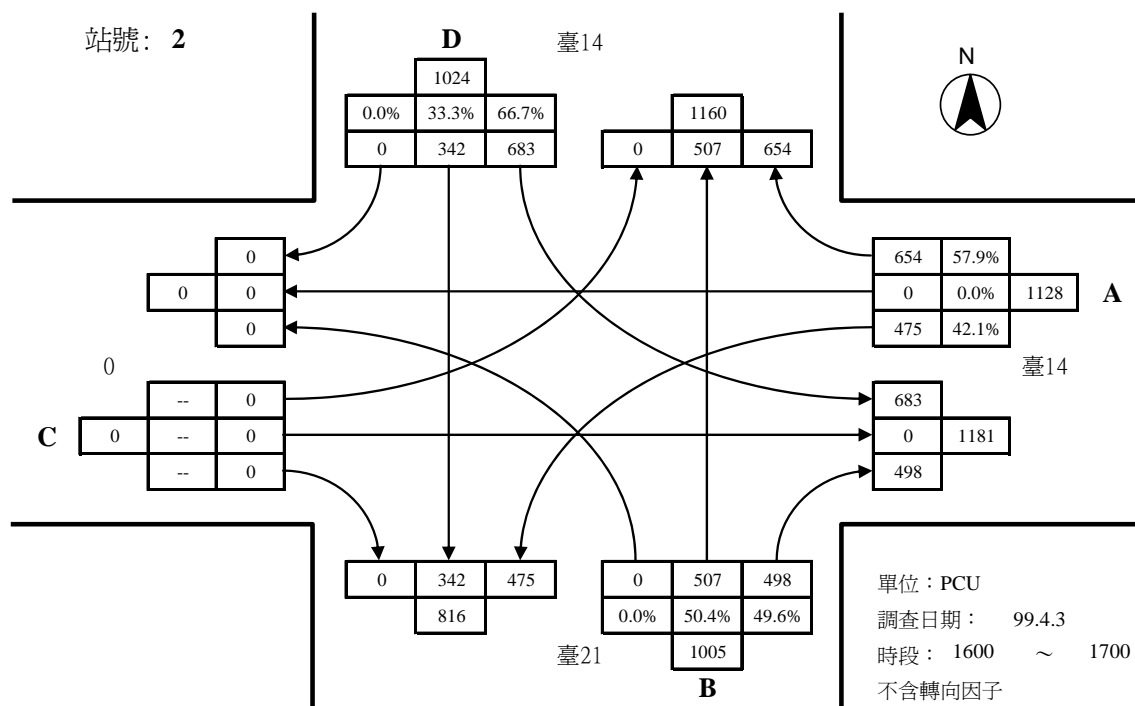 站號: 2
D
臺14
N
1024
0.0% 33.3% 66.7%
0 342 683
1160
0 507 654
0
0 0
0
654 57.9%
0 0.0% 1128
475 42.1%
A
0
臺14
-- 0
C 0 -- 0
-- 0
683
0 1181
498
0 342 475
816
0 507 498
0.0% 50.4% 49.6%
1005
臺21
B
單位：PCU
調查日期： 99.4.3
時段： 1600 ～ 1700
不含轉向因子